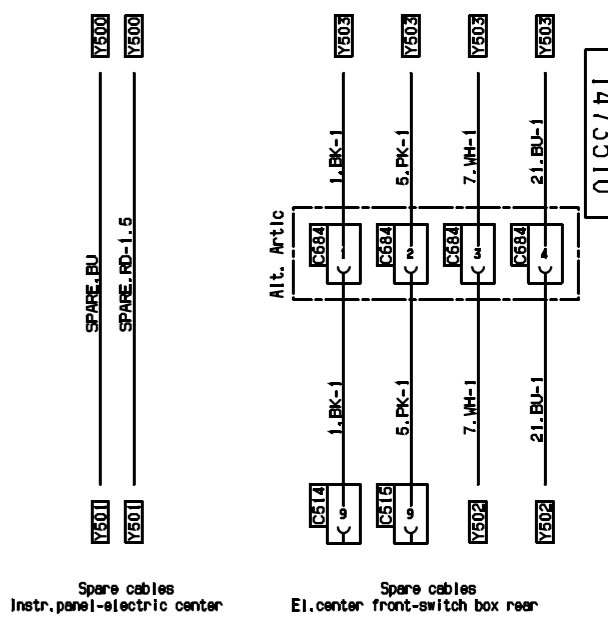 Y500
Y500
Y503
Y503
Y503
Y503
1473510
1.BK-1
5.PK-1
7.WH-1
21.BU-1
SPARE.BU
SPARE.RD-1.5
Alt. Artic
C684
1
C684
2
C684
3
C684
4
1.BK-1
5.PK-1
7.WH-1
21.BU-1
Y501
Y501
C514
9
C515
9
Y502
Y502
Spare cables
Instr.panel-electric center
Spare cables
El.center front-switch box rear